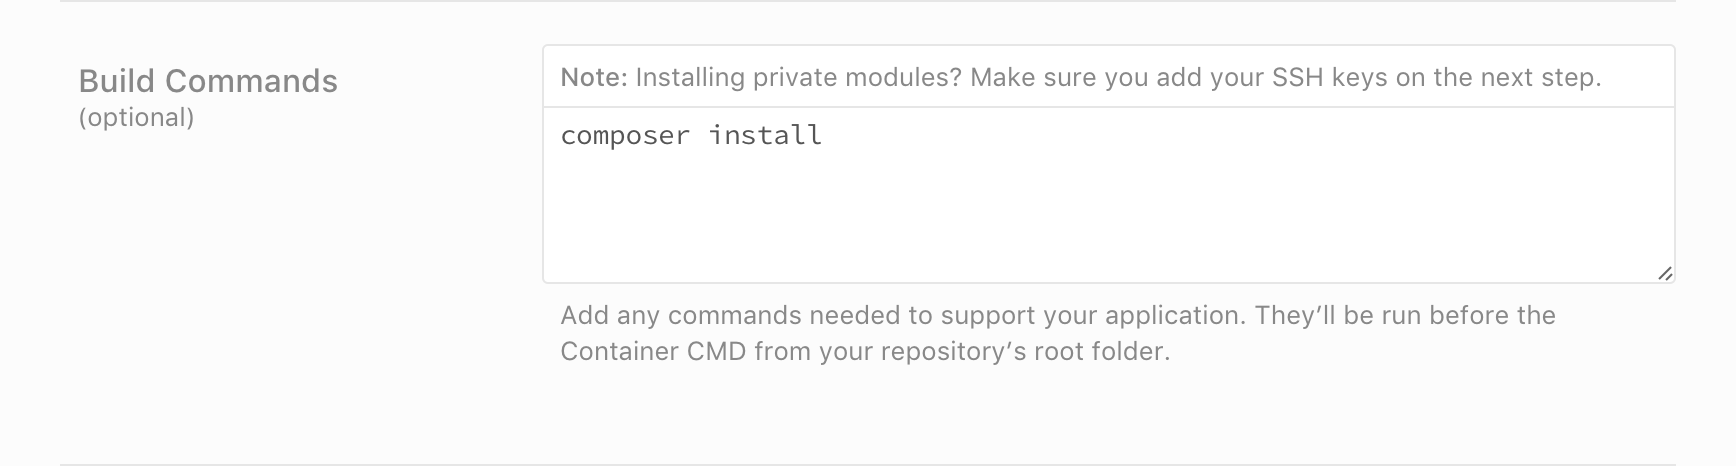 Build Commands
(optional)
Note: Installing private modules? Make sure you add your SSH keys on the next step.
composer install
Add any commands needed to support your application. They’ll be run before the
Container CMD from your repository’s root folder.